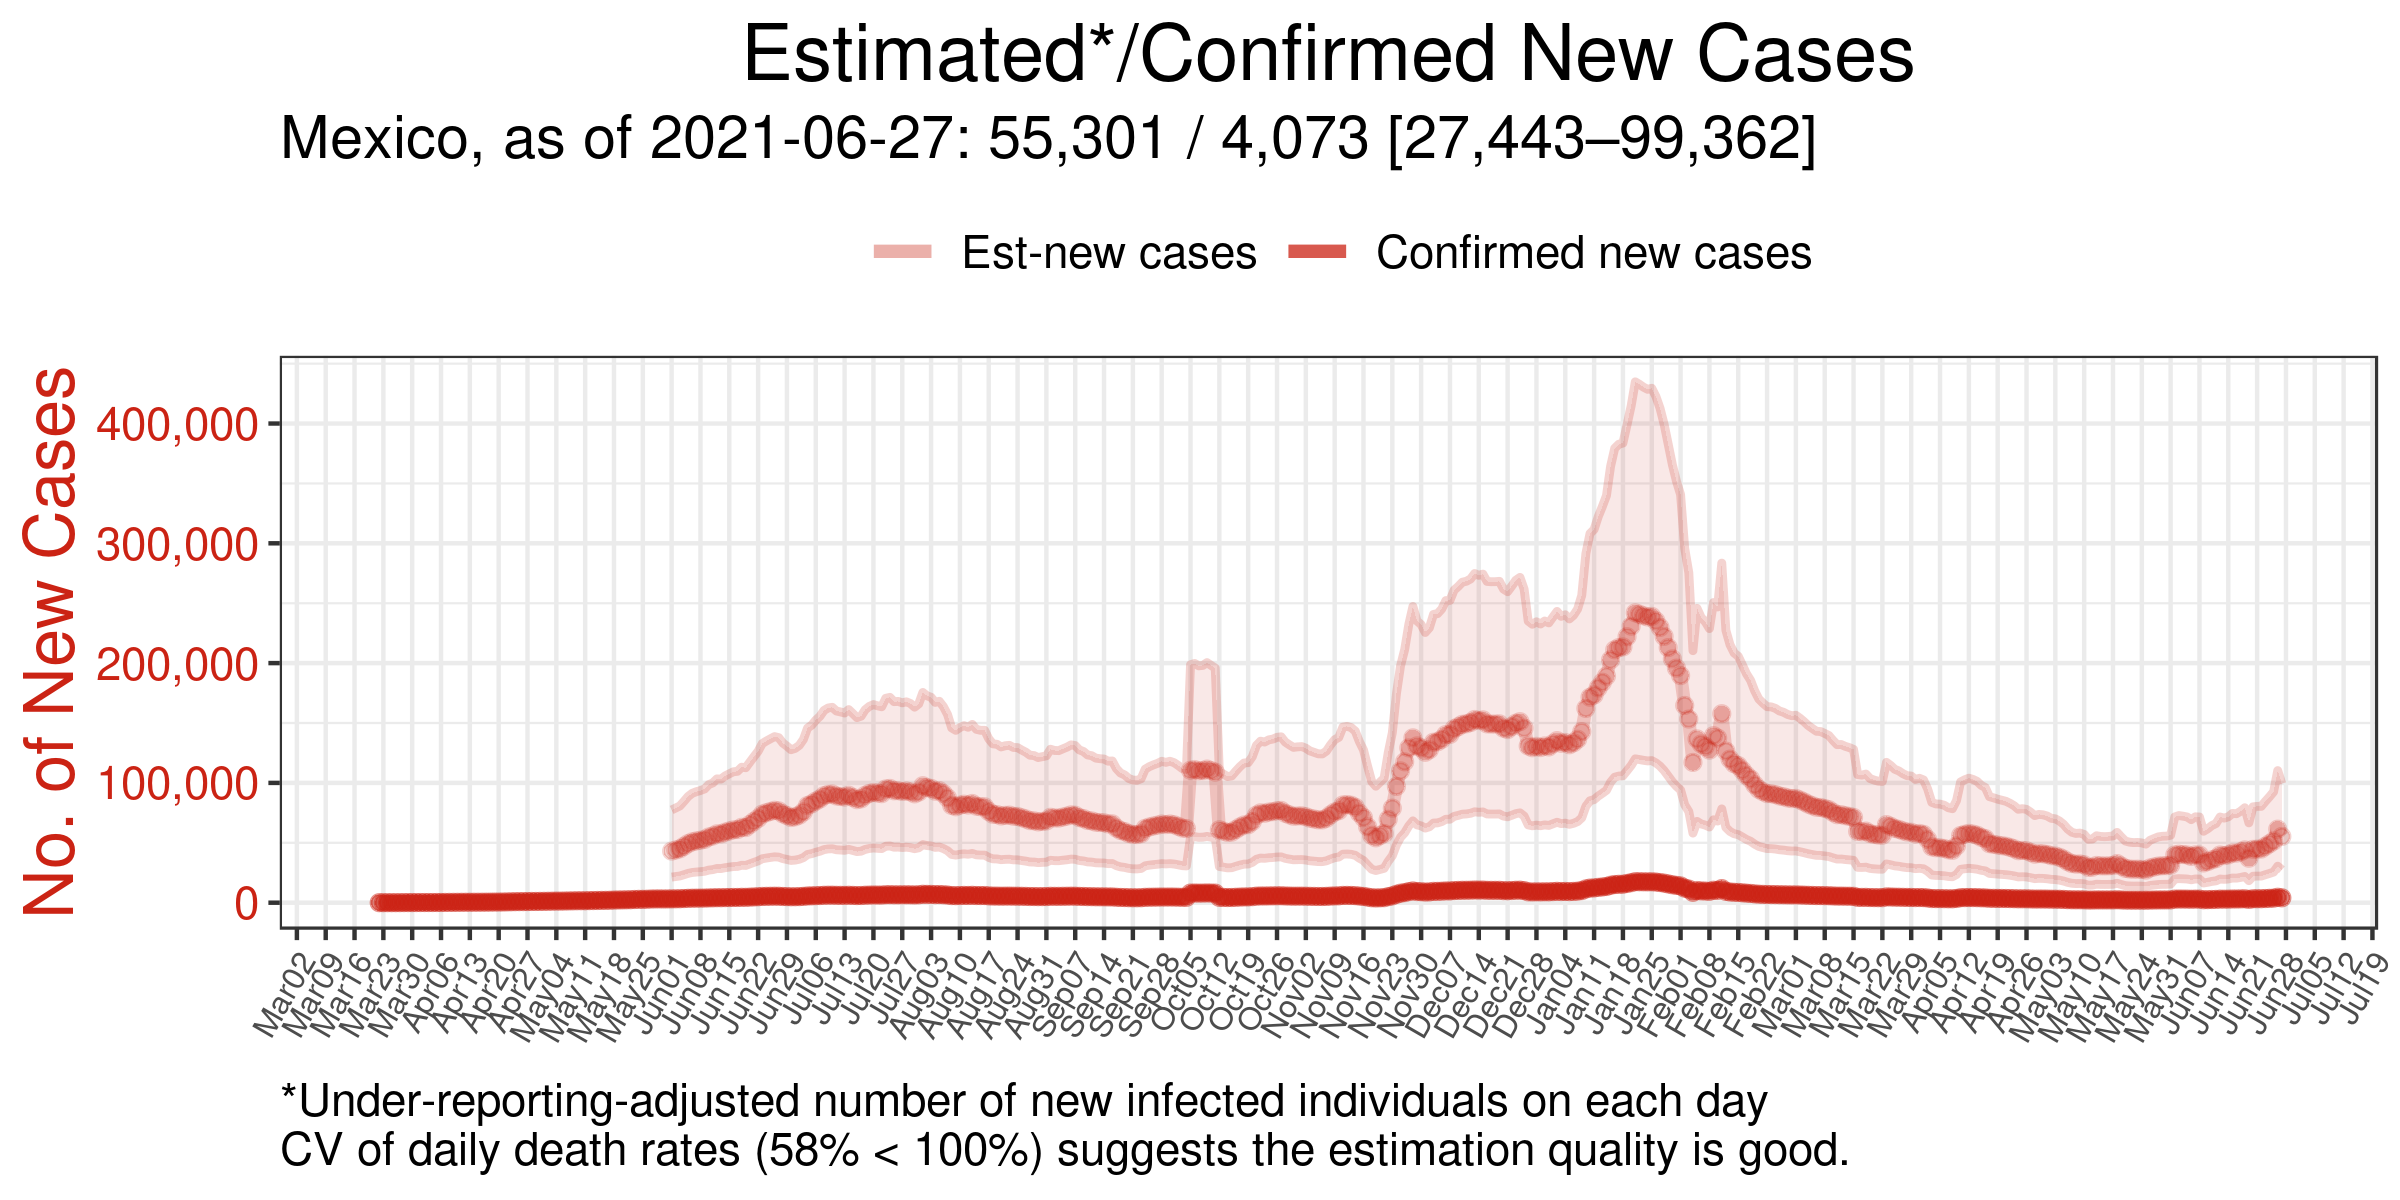 Estimated*/Confirmed New Cases
Mexico, as of 2021-06-27: 55,301 / 4,073 [27,443–99,362]
Est-new cases
Confirmed new cases
No. of New Cases
400,000
300,000
200,000
100,000
0
Mar02
Mar09
Mar16
Mar23
Mar30
Apr06
Apr13
Apr20
Apr27
May04
May11
May18
May25
Jun01
Jun08
Jun15
Jun22
Jun29
Jul06
Jul13
Jul20
Jul27
Aug03
Aug10
Aug17
Aug24
Aug31
Sep07
Sep14
Sep21
Sep28
Oct05
Oct12
Oct19
Oct26
Nov02
Nov09
Nov16
Nov23
Nov30
Dec07
Dec14
Dec21
Dec28
Jan04
Jan11
Jan18
Jan25
Feb01
Feb08
Feb15
Feb22
Mar01
Mar08
Mar15
Mar22
Mar29
Apr05
Apr12
Apr19
Apr26
May03
May10
May17
May24
May31
Jun07
Jun14
Jun21
Jun28
Jul05
Jul12
Jul19
*Under-reporting-adjusted number of new infected individuals on each day
CV of daily death rates (58% < 100%) suggests the estimation quality is good.